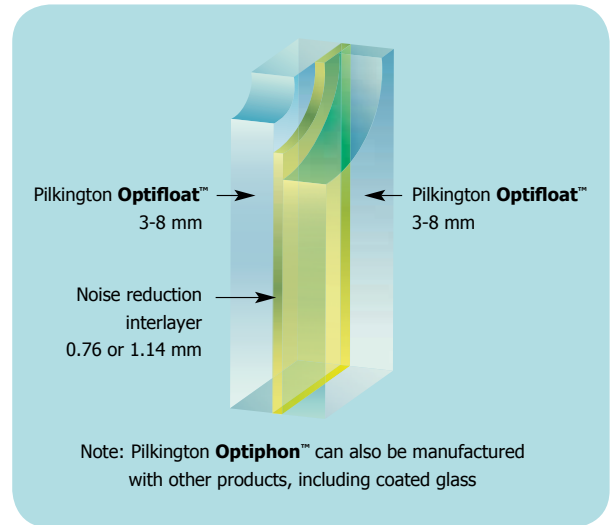 Pilkington Optifloat™
3-8 mm
Pilkington Optifloat™
3-8 mm
Noise reduction
interlayer
0.76 or 1.14 mm
Note: Pilkington Optiphon™ can also be manufactured
with other products, including coated glass